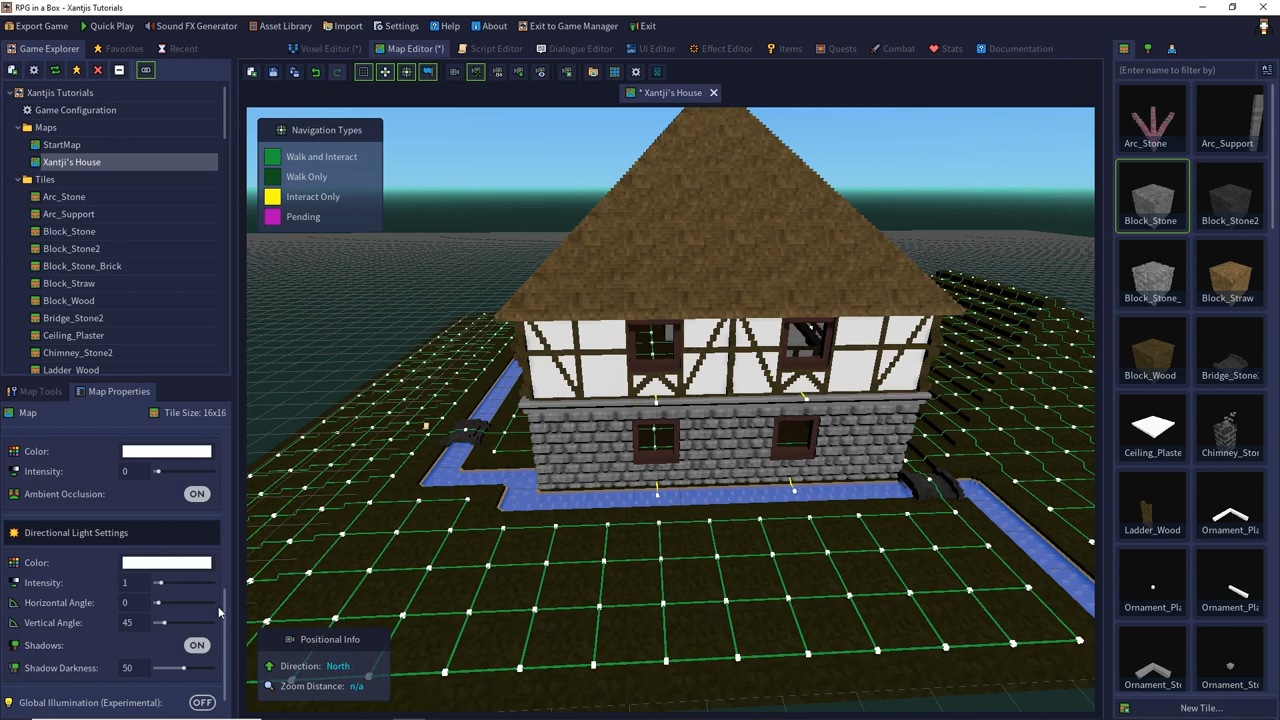 RPG in a Box - Xantjis Tutorials
Export Game Quick Play Sound FX Generator Asset Library Import Settings Help About Exit to Game Manager Exit
Game Explorer Favorites Recent Voxel Editor (*) Map Editor (*) Script Editor Dialogue Editor UI Editor Effect Editor Items Quests Combat Stats Documentation
(Enter name to filter by)
* Xantji's House
Xantjis Tutorials
Game Configuration
Maps
StartMap
Xantji's House
Tiles
Arc_Stone
Arc_Support
Block_Stone
Block_Stone2
Block_Stone_Brick
Block_Straw
Block_Wood
Bridge_Stone2
Ceiling_Plaster
Chimney_Stone2
Ladder_Wood
Map Tools Map Properties
Map Tile Size: 16x16
Color:
Intensity: 0
Ambient Occlusion: ON
Directional Light Settings
Color:
Intensity: 1
Horizontal Angle: 0
Vertical Angle: 45
Shadows: ON
Shadow Darkness: 50
Global Illumination (Experimental): OFF
Navigation Types
Walk and Interact
Walk Only
Interact Only
Pending
Positional Info
Direction: North
Zoom Distance: n/a
Arc_Stone Arc_Support
Block_Stone Block_Stone2
Block_Stone_ Block_Straw
Block_Wood Bridge_Stone
Ceiling_Plaste Chimney_Stor
Ladder_Wood Ornament_Pla
Ornament_Pla Ornament_Pla
Ornament_Sto Ornament_Sto
New Tile...